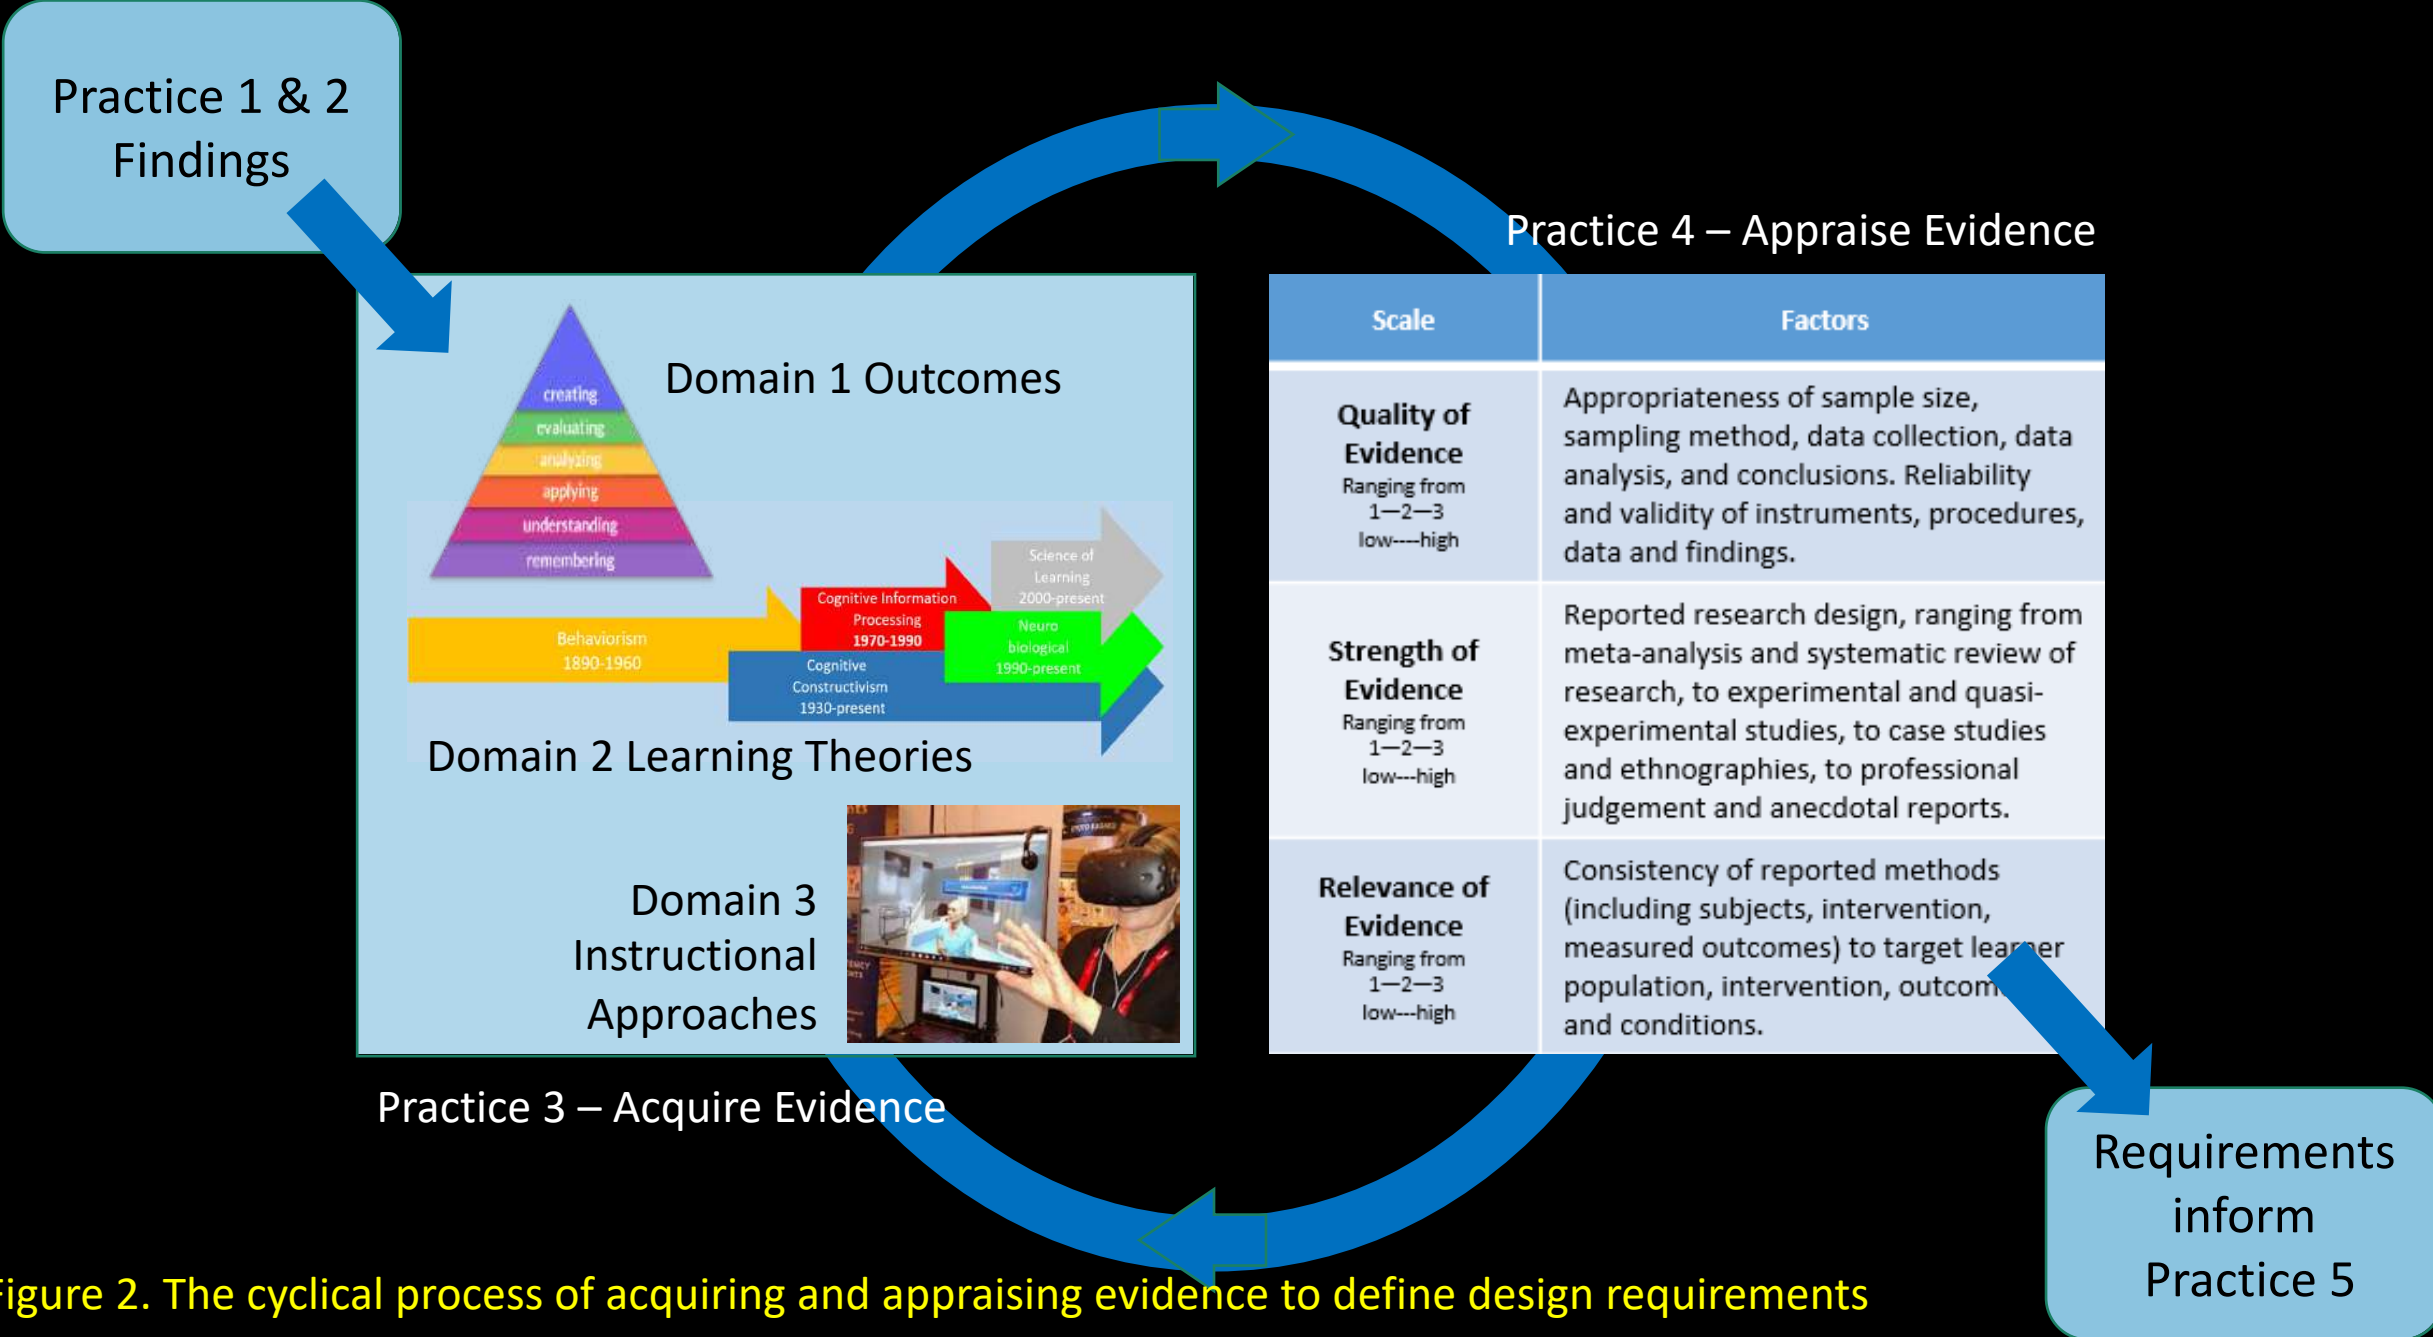 Practice 1 & 2
Findings
Practice 4 – Appraise Evidence
Domain 1 Outcomes
creating
evaluating
analyzing
applying
understanding
remembering
Science of
Learning
2000-present
Cognitive Information
Processing
1970-1990
Neuro
biological
1990-present
Behaviorism
1890-1960
Cognitive
Constructivism
1930-present
Domain 2 Learning Theories
Domain 3
Instructional
Approaches
Practice 3 – Acquire Evidence
Scale
Factors
Quality of
Evidence
Ranging from
1—2—3
low----high
Appropriateness of sample size,
sampling method, data collection, data
analysis, and conclusions. Reliability
and validity of instruments, procedures,
data and findings.
Strength of
Evidence
Ranging from
1—2—3
low---high
Reported research design, ranging from
meta-analysis and systematic review of
research, to experimental and quasi-
experimental studies, to case studies
and ethnographies, to professional
judgement and anecdotal reports.
Relevance of
Evidence
Ranging from
1—2—3
low---high
Consistency of reported methods
(including subjects, intervention,
measured outcomes) to target learner
population, intervention, outcom
and conditions.
Requirements
inform
Practice 5
Figure 2. The cyclical process of acquiring and appraising evidence to define design requirements